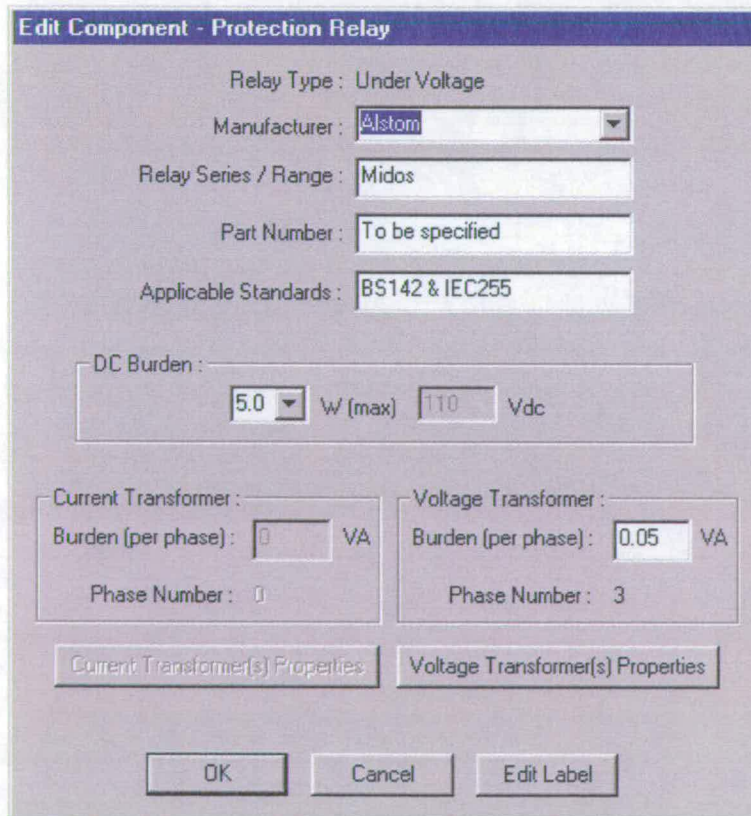 Edit Component - Protection Relay
Relay Type : Under Voltage
Manufacturer : Alstom
Relay Series / Range : Midos
Part Number : To be specified
Applicable Standards : BS142 & IEC255
DC Burden :
5.0 W (max) 110 Vdc
Current Transformer :
Burden (per phase) : 0 VA
Phase Number : 0
Voltage Transformer :
Burden (per phase) : 0.05 VA
Phase Number : 3
Current Transformer(s) Properties
Voltage Transformer(s) Properties
OK Cancel Edit Label